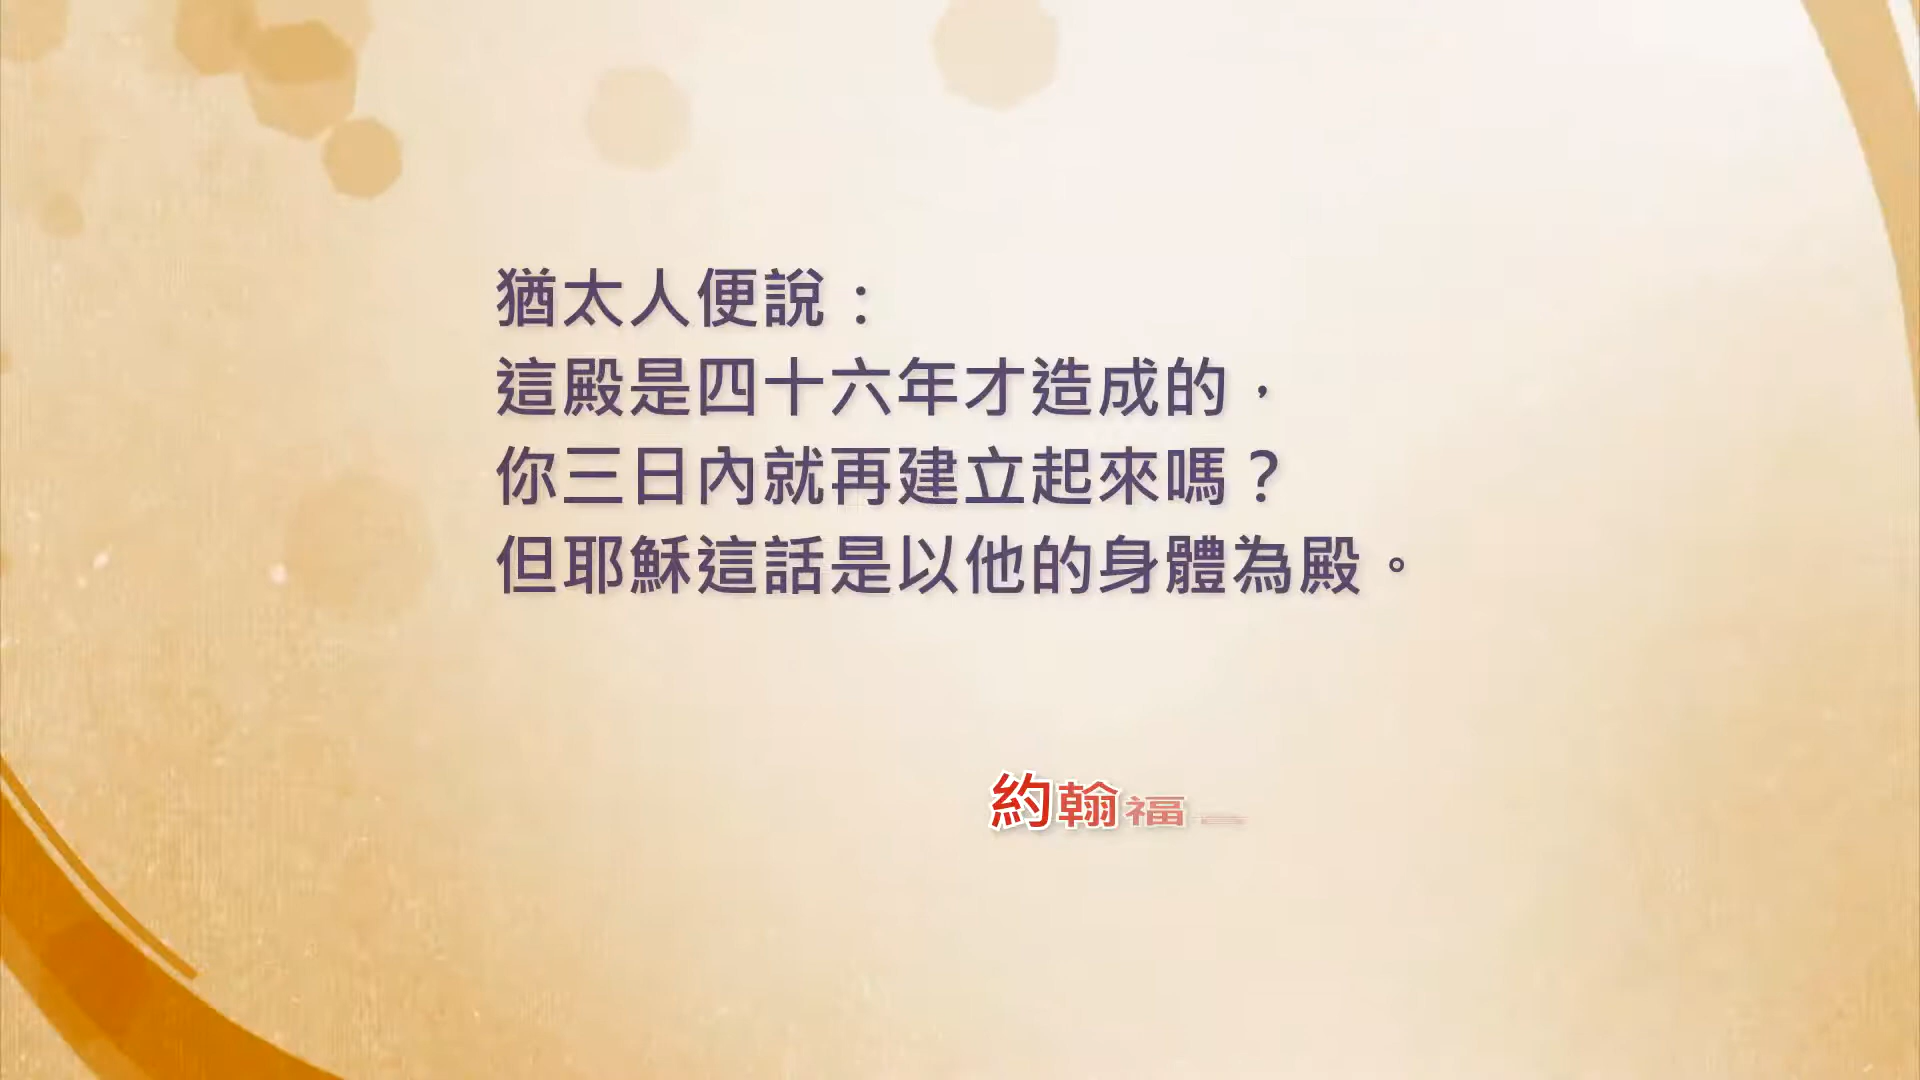 猶太人便說：
這殿是四十六年才造成的，
你三日內就再建立起來嗎？
但耶穌這話是以他的身體為殿。
約翰福